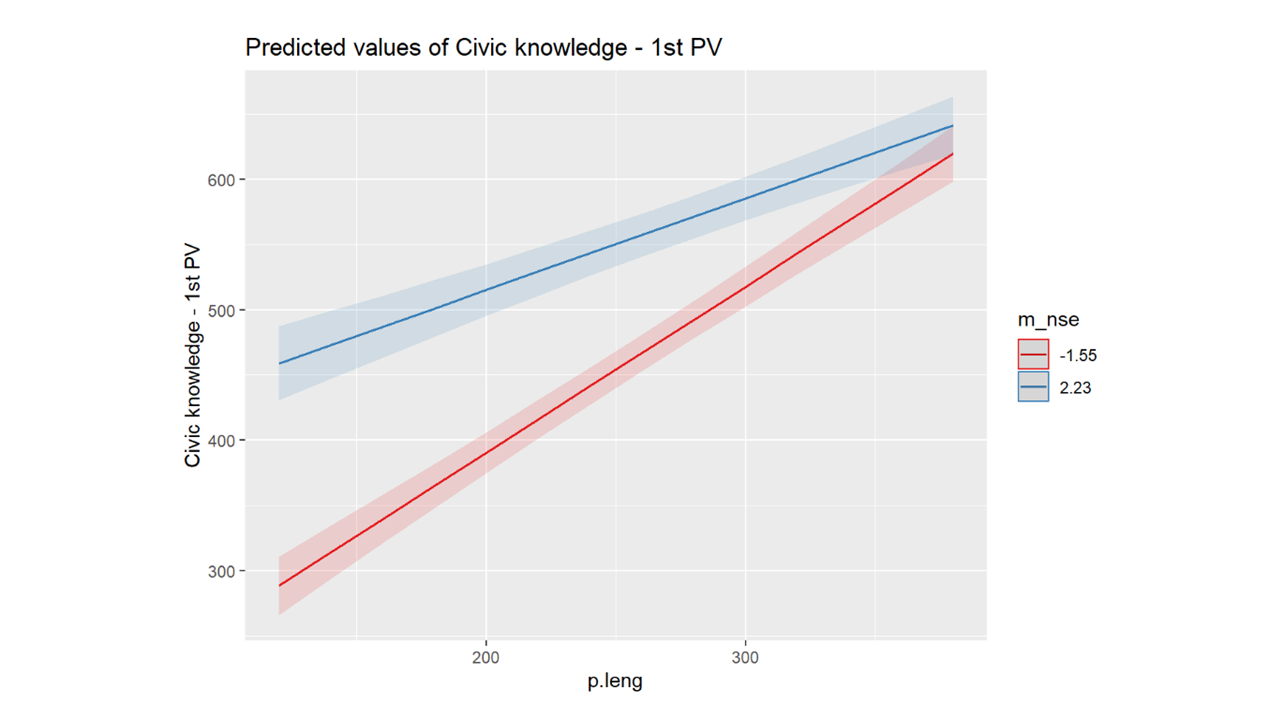 Predicted values of Civic knowledge - 1st PV
Civic knowledge - 1st PV
600
500
400
300
200
300
p.leng
m_nse
-1.55
2.23